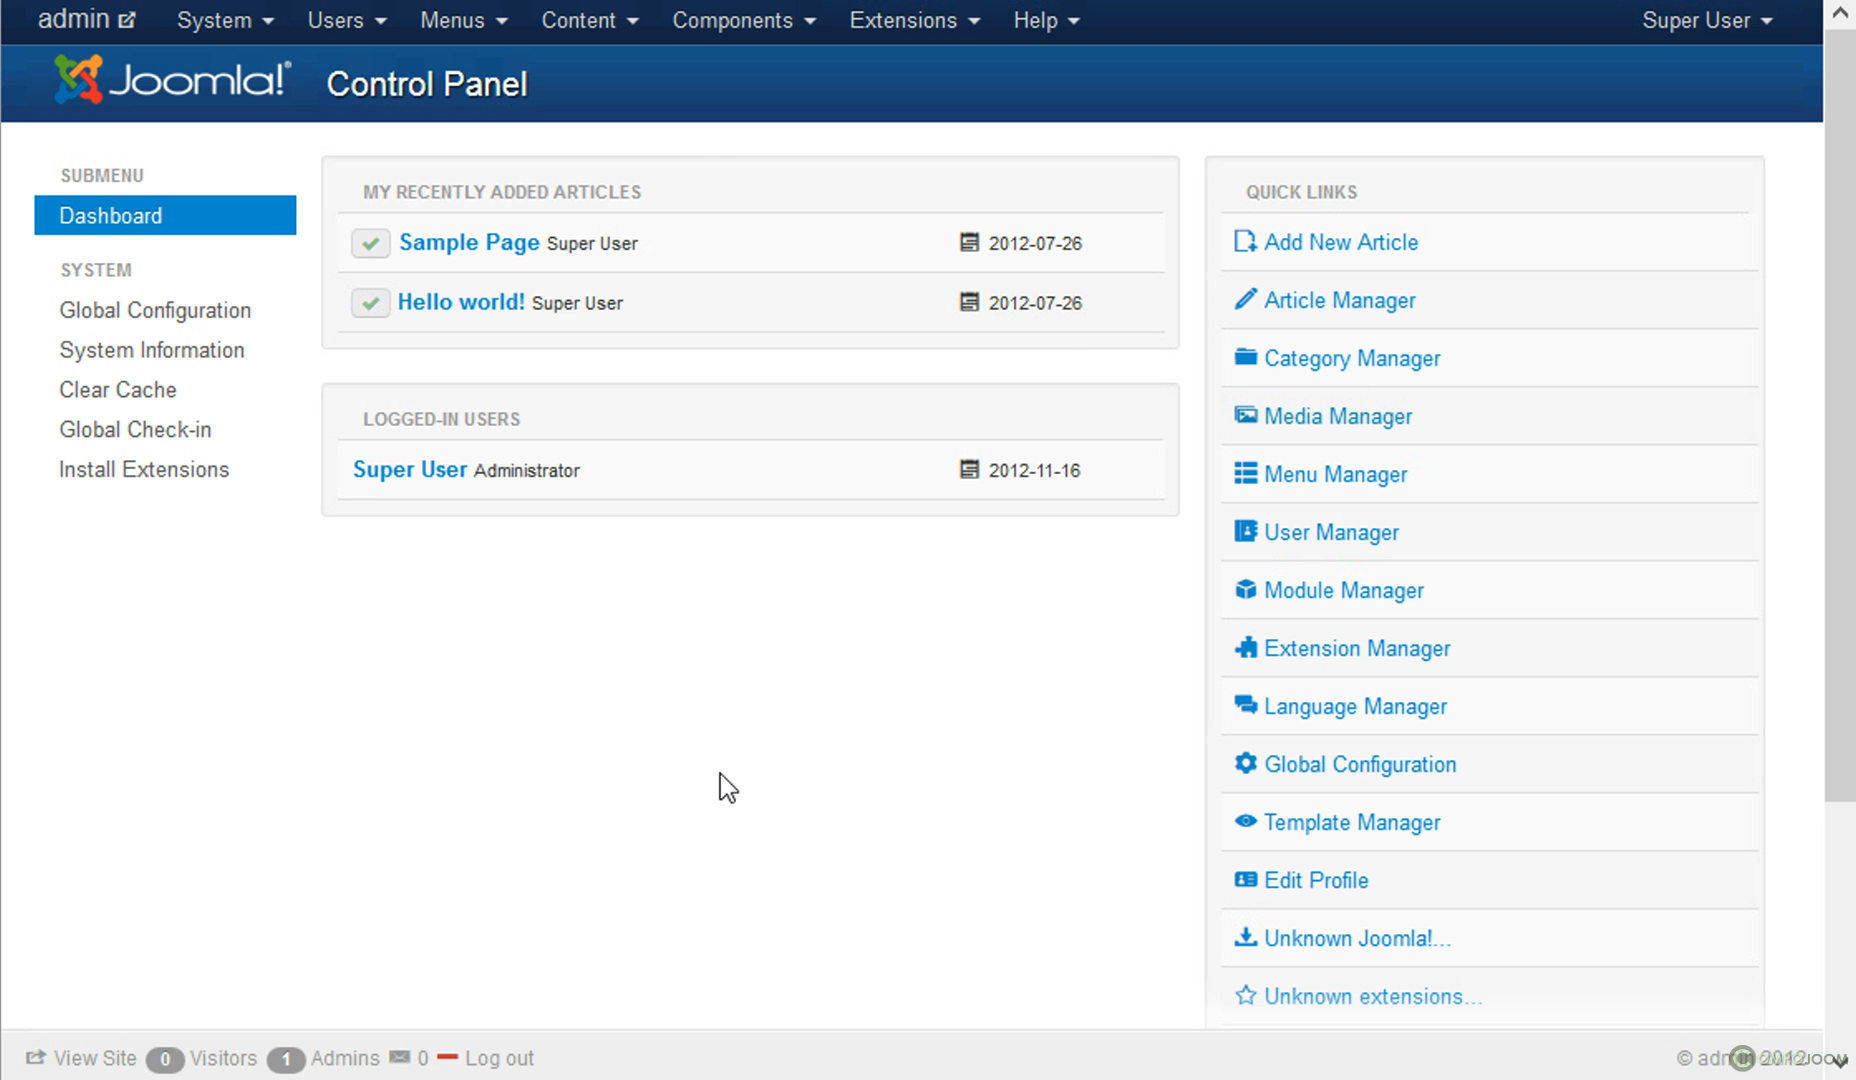 admin System Users Menus Content Components Extensions Help Super User
Joomla!® Control Panel
SUBMENU
Dashboard
SYSTEM
Global Configuration
System Information
Clear Cache
Global Check-in
Install Extensions
MY RECENTLY ADDED ARTICLES
Sample Page Super User 2012-07-26
Hello world! Super User 2012-07-26
LOGGED-IN USERS
Super User Administrator 2012-11-16
QUICK LINKS
Add New Article
Article Manager
Category Manager
Media Manager
Menu Manager
User Manager
Module Manager
Extension Manager
Language Manager
Global Configuration
Template Manager
Edit Profile
Unknown Joomla!...
Unknown extensions...
View Site 0 Visitors 1 Admins 0 Log out
© admin 2012